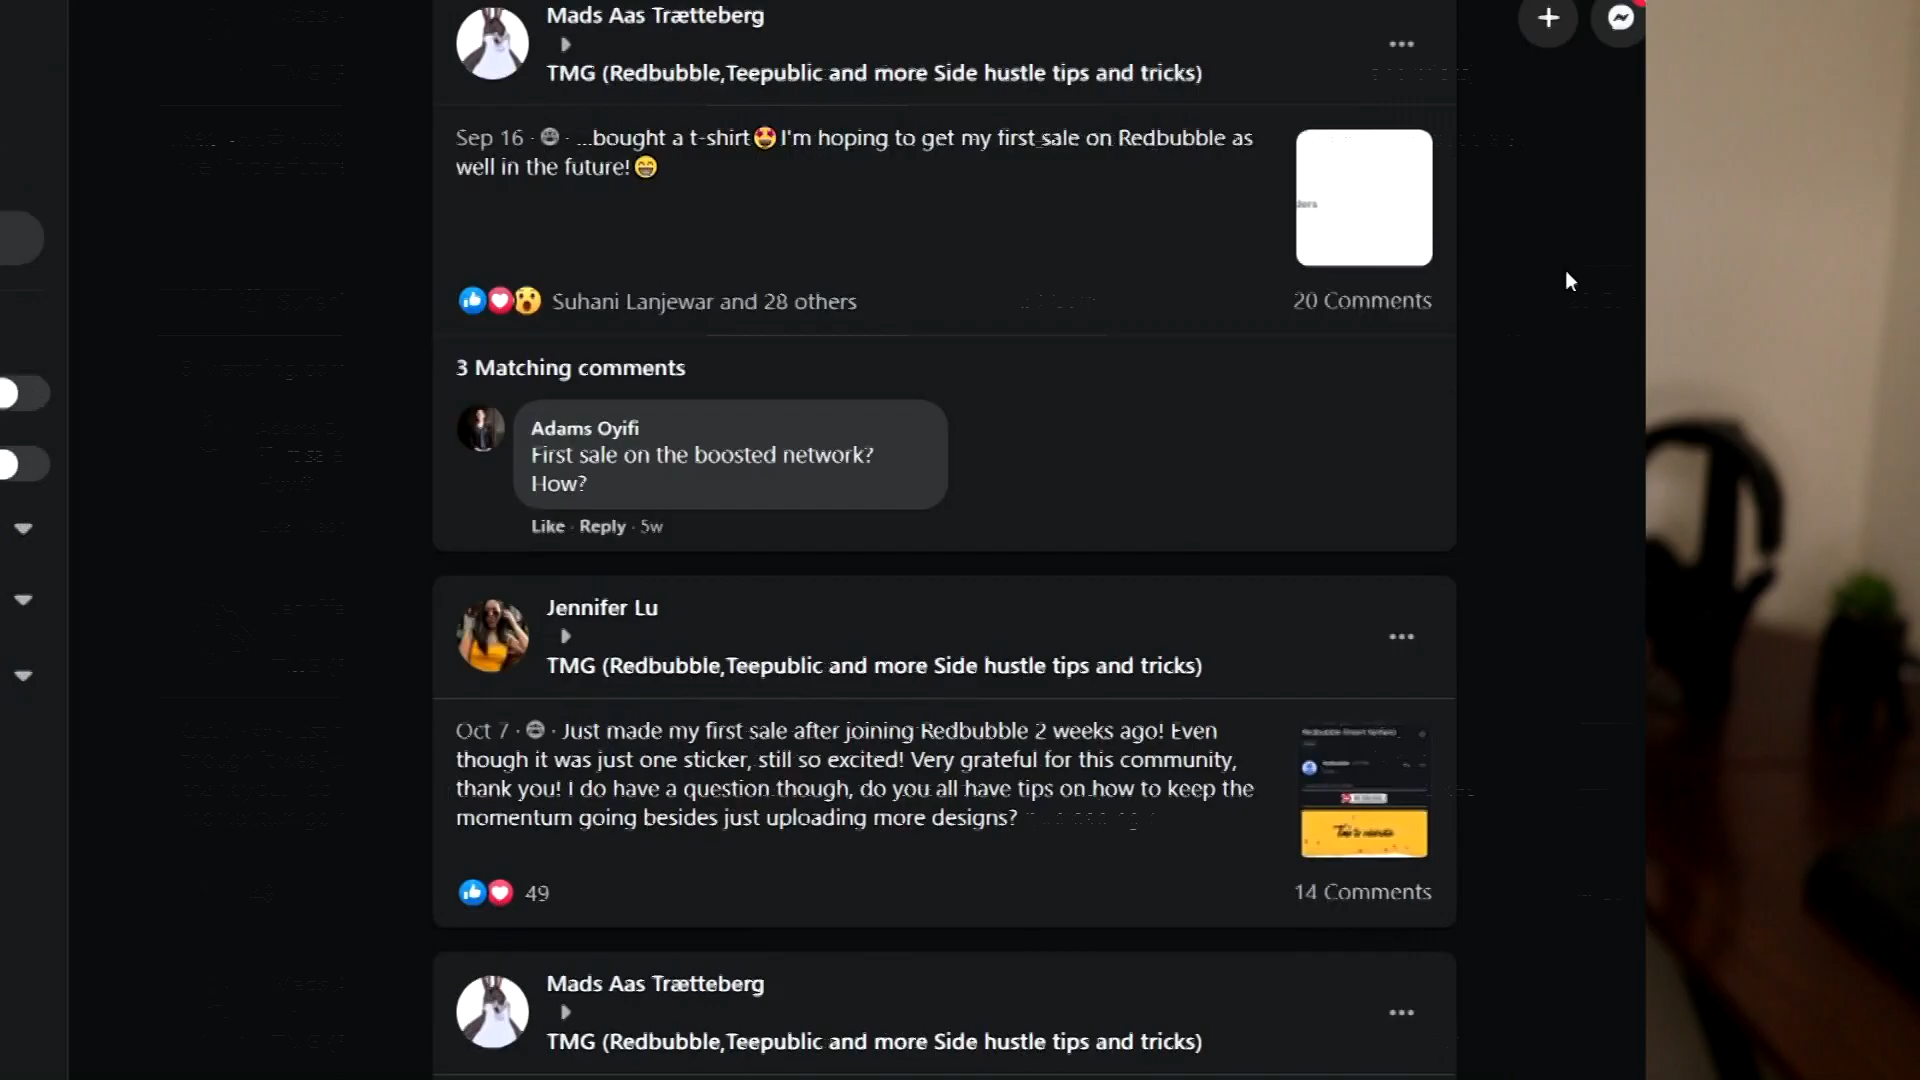 Mads Aas Trætteberg
TMG (Redbubble,Teepublic and more Side hustle tips and tricks)
Sep 16 · ...bought a t-shirt🤩I'm hoping to get my first sale on Redbubble as
well in the future!😁
ders
Suhani Lanjewar and 28 others
20 Comments
3 Matching comments
Adams Oyifi
First sale on the boosted network?
How?
Like · Reply · 5w
Jennifer Lu
TMG (Redbubble,Teepublic and more Side hustle tips and tricks)
Oct 7 · Just made my first sale after joining Redbubble 2 weeks ago! Even
though it was just one sticker, still so excited! Very grateful for this community,
thank you! I do have a question though, do you all have tips on how to keep the
momentum going besides just uploading more designs?
49
14 Comments
Mads Aas Trætteberg
TMG (Redbubble,Teepublic and more Side hustle tips and tricks)